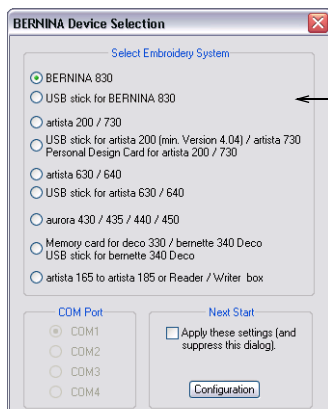 BERNINA Device Selection
Select Embroidery System
BERNINA 830
USB stick for BERNINA 830
artista 200 / 730
USB stick for artista 200 (min. Version 4.04) / artista 730
Personal Design Card for artista 200 / 730
artista 630 / 640
USB stick for artista 630 / 640
aurora 430 / 435 / 440 / 450
Memory card for deco 330 / bernette 340 Deco
USB stick for bernette 340 Deco
artista 165 to artista 185 or Reader / Writer box
COM Port
COM1
COM2
COM3
COM4
Next Start
Apply these settings (and
suppress this dialog).
Configuration